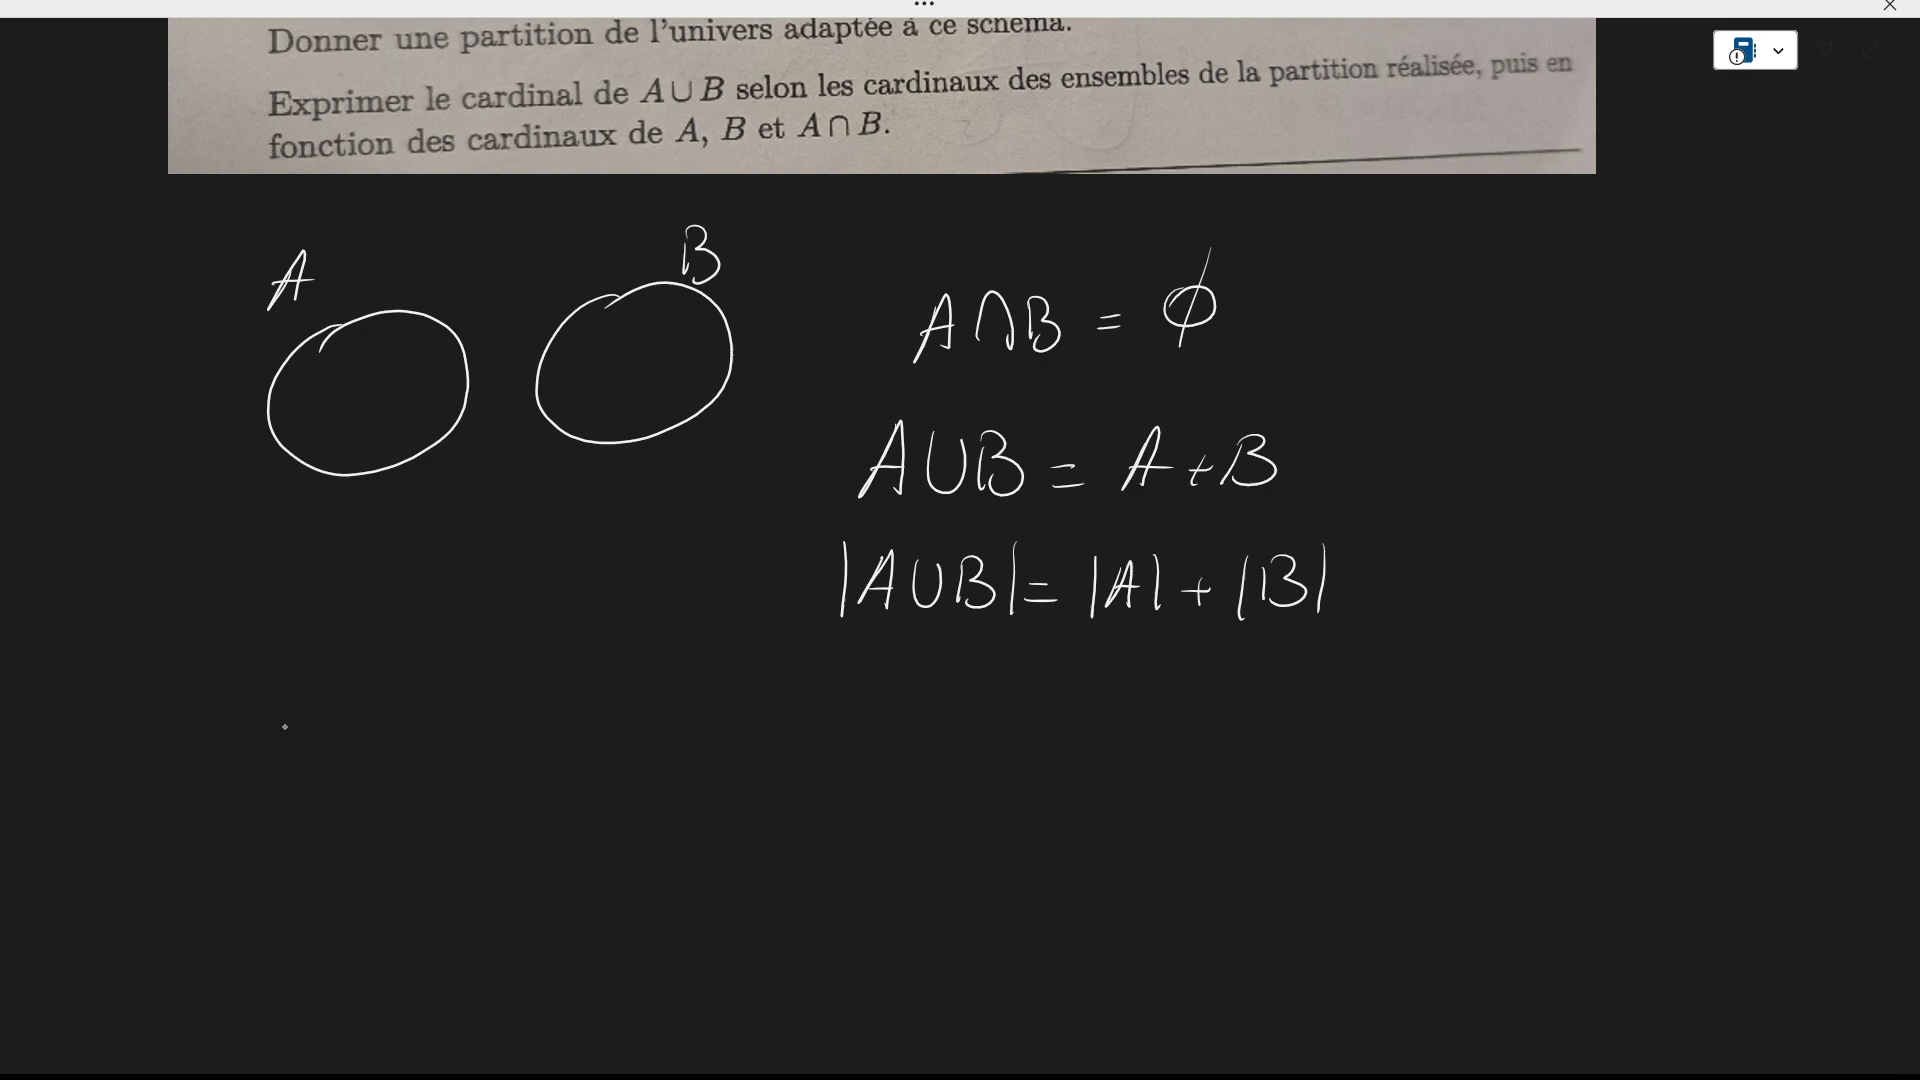 Donner une partition de l'univers adaptée à ce schéma.
Exprimer le cardinal de A ∪ B selon les cardinaux des ensembles de la partition réalisée, puis en
fonction des cardinaux de A, B et A ∩ B.
A
B
A ∩ B = ϕ
A ∪ B = A + B
|A ∪ B| = |A| + |B|